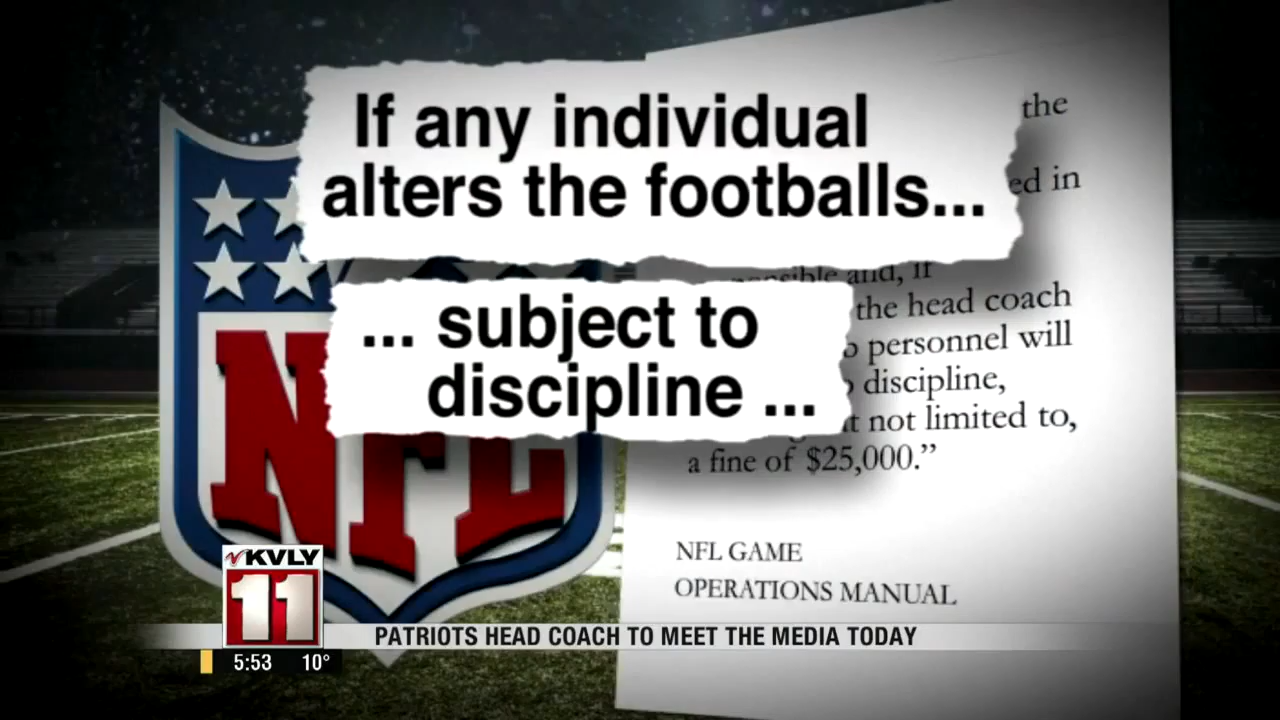 If any individual
alters the footballs...
... subject to
discipline ...
the
ed in
and, if
the head coach
personnel will
discipline,
not limited to,
a fine of $25,000.”
NFL GAME
OPERATIONS MANUAL
NFL
KVLY
11
PATRIOTS HEAD COACH TO MEET THE MEDIA TODAY
5:53 10°